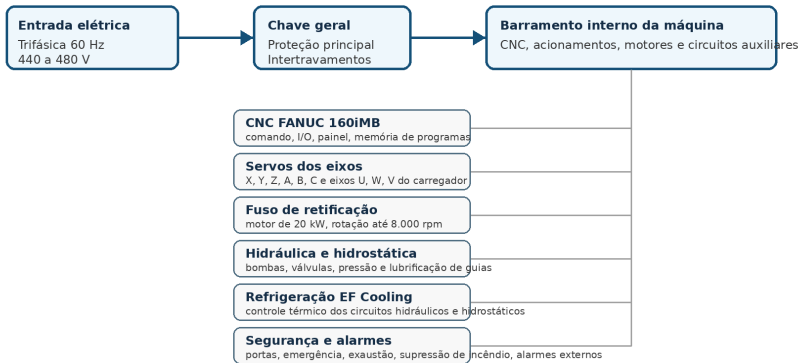 Entrada elétrica
Trifásica 60 Hz
440 a 480 V
Chave geral
Proteção principal
Intertravamentos
Barramento interno da máquina
CNC, acionamentos, motores e circuitos auxiliares
CNC FANUC 160iMB
comando, I/O, painel, memória de programas
Servos dos eixos
X, Y, Z, A, B, C e eixos U, W, V do carregador
Fuso de retificação
motor de 20 kW, rotação até 8.000 rpm
Hidráulica e hidrostática
bombas, válvulas, pressão e lubrificação de guias
Refrigeração EF Cooling
controle térmico dos circuitos hidráulicos e hidrostáticos
Segurança e alarmes
portas, emergência, exaustão, supressão de incêndio, alarmes externos